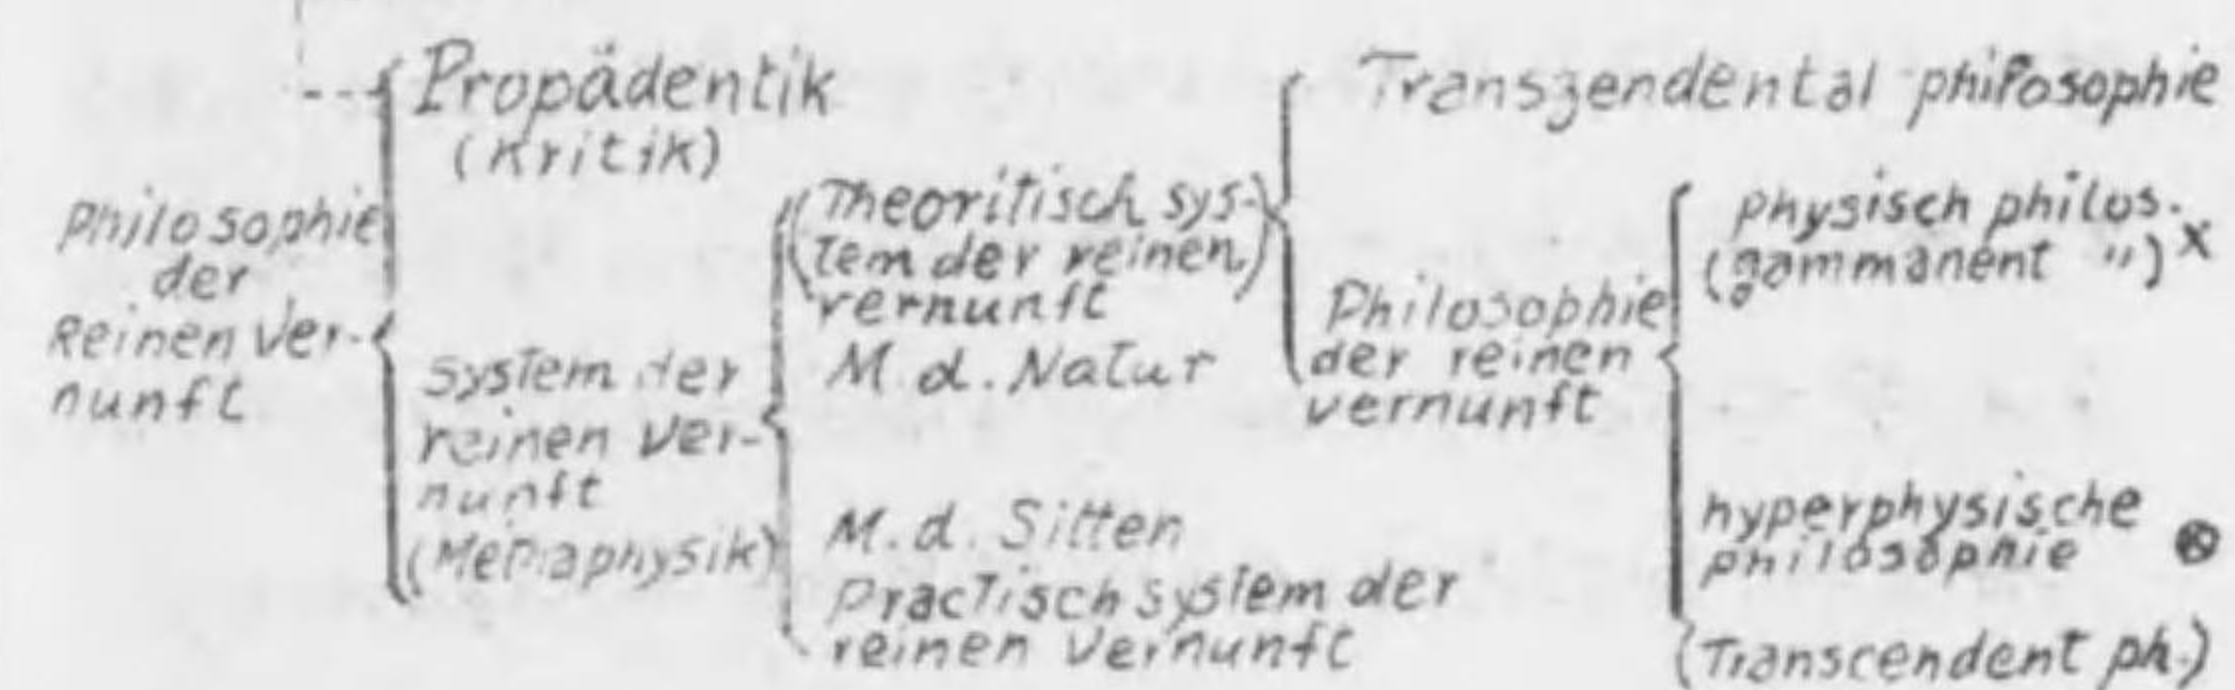 Propädentik
(Kritik)
Philosophie
der
Reinen Ver-
nunft
System der
reinen Ver-
nunft
(Metaphysik)
(Theoritisch sys-)
(tem der reinen)
vernunft
M. d. Natur
M. d. Sitten
Practisch system der
reinen Vernunft
Transzendental philosophie
Philosophie
der reinen
vernunft
physisch philos.
( ") x
hyperphysische
philosophie ⊗
(Transcendent ph.)